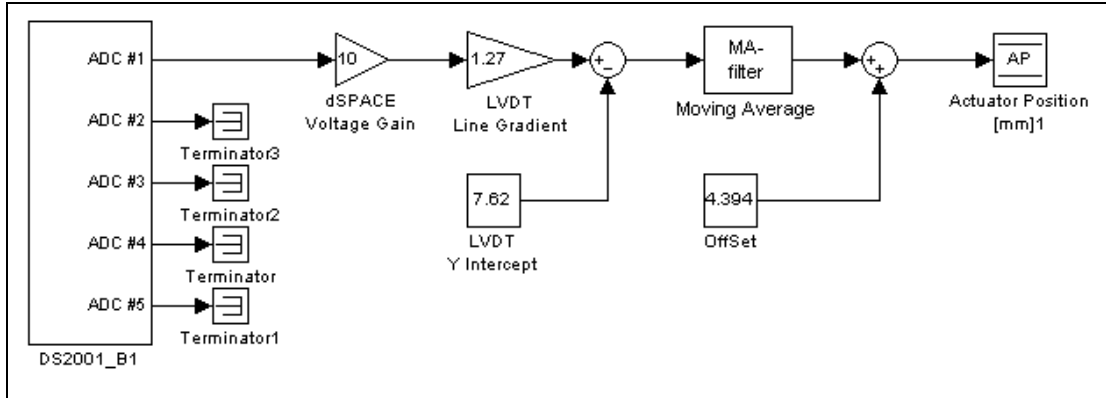 ADC #1
ADC #2
ADC #3
ADC #4
ADC #5
DS2001_B1
Terminator3
Terminator2
Terminator
Terminator1
10
dSPACE
Voltage Gain
1.27
LVDT
Line Gradient
7.62
LVDT
Y Intercept
MA-
filter
Moving Average
4.394
OffSet
AP
Actuator Position
[mm]1